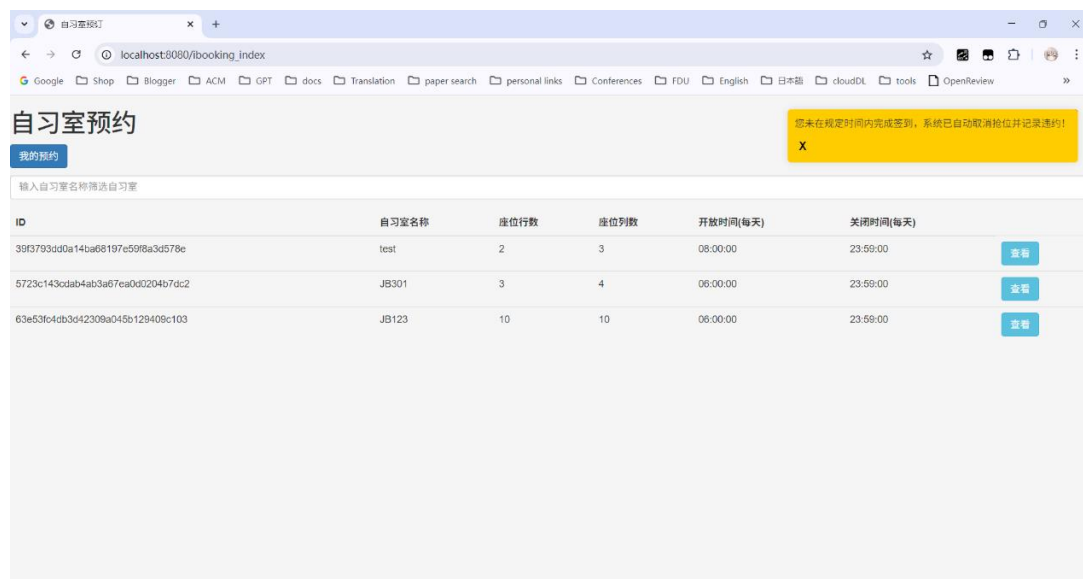 自习室预订
localhost:8080/ibooking_index
Google Shop Blogger ACM GPT docs Translation paper search personal links Conferences FDU English 日本語 cloudDL tools OpenReview
自习室预约
您未在规定时间内完成签到，系统已自动取消抢位并记录违约！
X
我的预约
输入自习室名称筛选自习室
ID 自习室名称 座位行数 座位列数 开放时间(每天) 关闭时间(每天)
39f3793dd0a14ba68197e59f8a3d578e test 2 3 08:00:00 23:59:00 查看
5723c143cdab4ab3a67ea0d0204b7dc2 JB301 3 4 06:00:00 23:59:00 查看
63e53fc4db3d42309a045b129409c103 JB123 10 10 06:00:00 23:59:00 查看